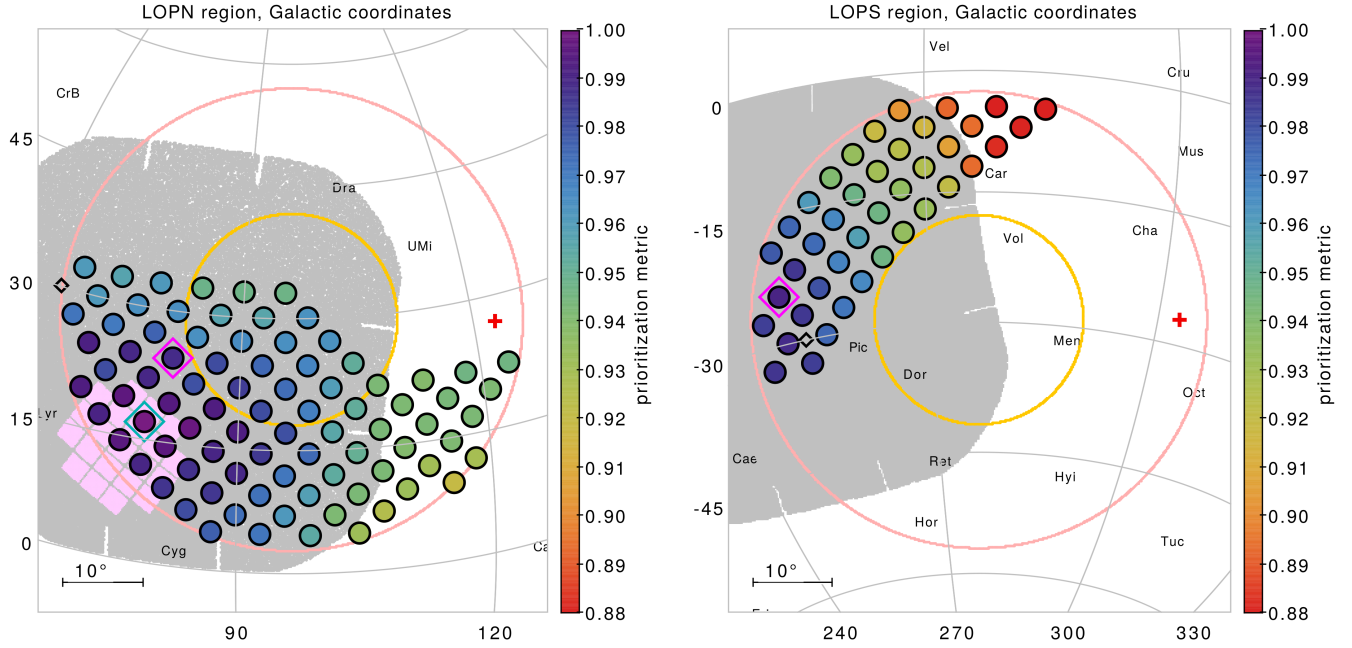 LOPN region, Galactic coordinates
CrB
Dra
UMi
Lyr
Cyg
10°
45
30
15
0
90
120
1.00
0.99
0.98
0.97
0.96
0.95
0.94
0.93
0.92
0.91
0.90
0.89
0.88
prioritization metric
LOPS region, Galactic coordinates
Vel
Cru
Mus
Car
Cha
Vol
Men
Pic
Dor
Oct
Cae
Ret
Hyi
Hor
Tuc
10°
0
-15
-30
-45
240
270
300
330
1.00
0.99
0.98
0.97
0.96
0.95
0.94
0.93
0.92
0.91
0.90
0.89
0.88
prioritization metric